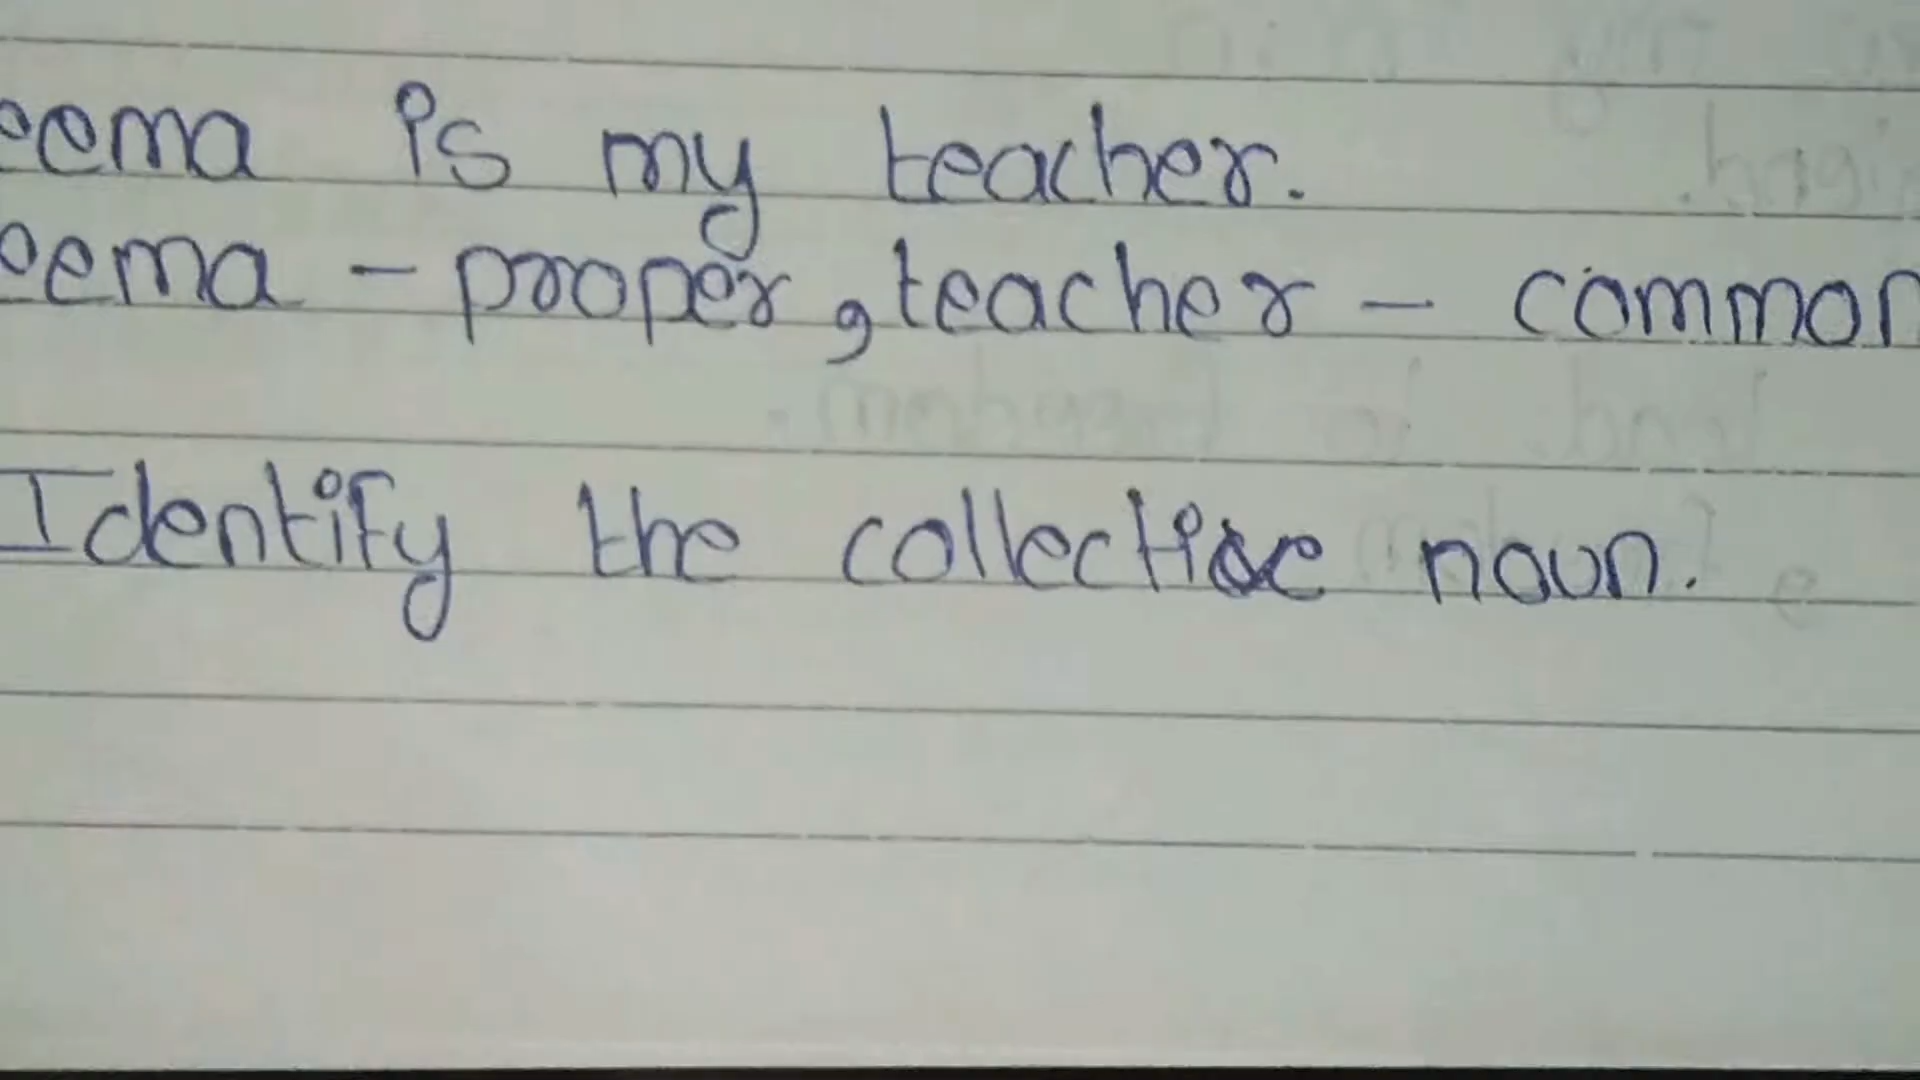 eema is my teacher.
eema - proper, teacher - common
Identify the collective noun.